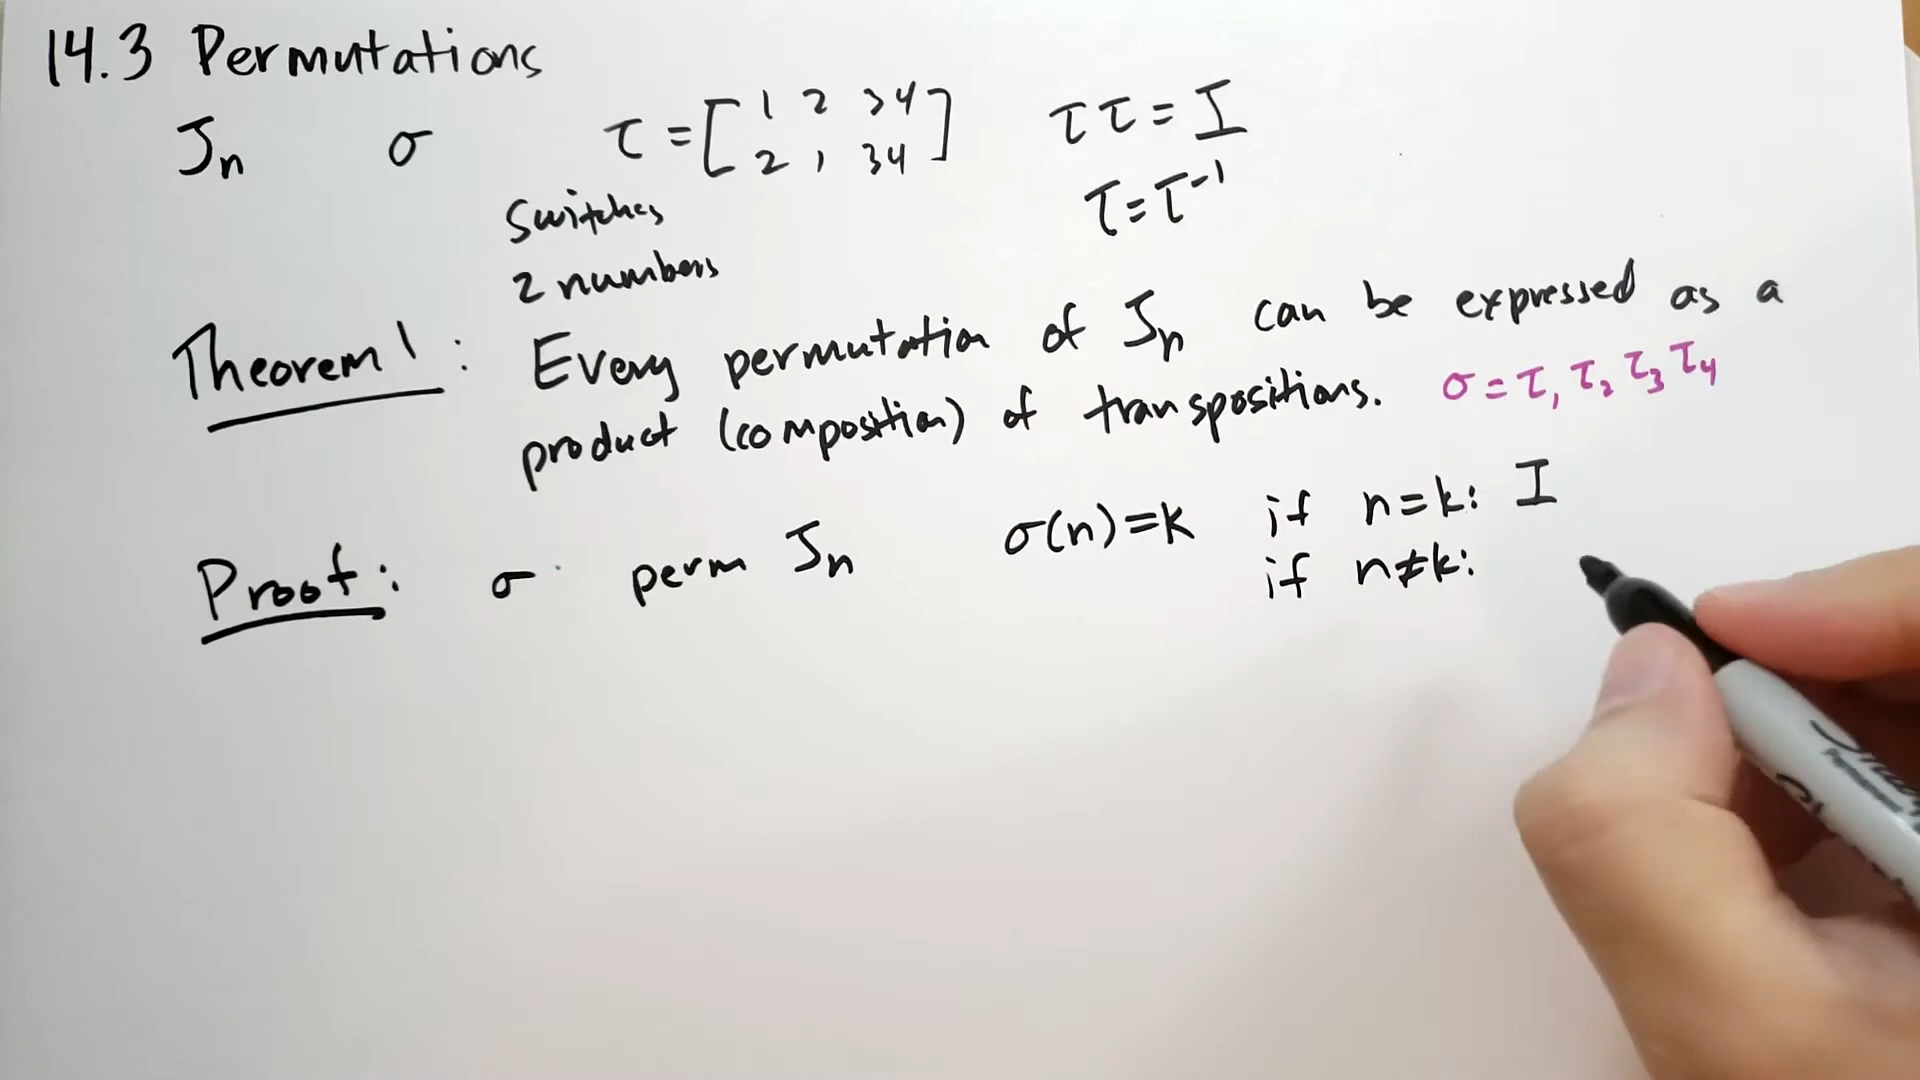 14.3 Permutations
Jn σ τ = [1 2 3 4 / 2 1 3 4] ττ = I
switches τ = τ⁻¹
2 numbers
Theorem 1: Every permutation of Jn can be expressed as a
product (composition) of transpositions. σ = τ₁ τ₂ τ₃ τ₄
Proof: σ perm Jn σ(n) = k if n = k: I
if n ≠ k: